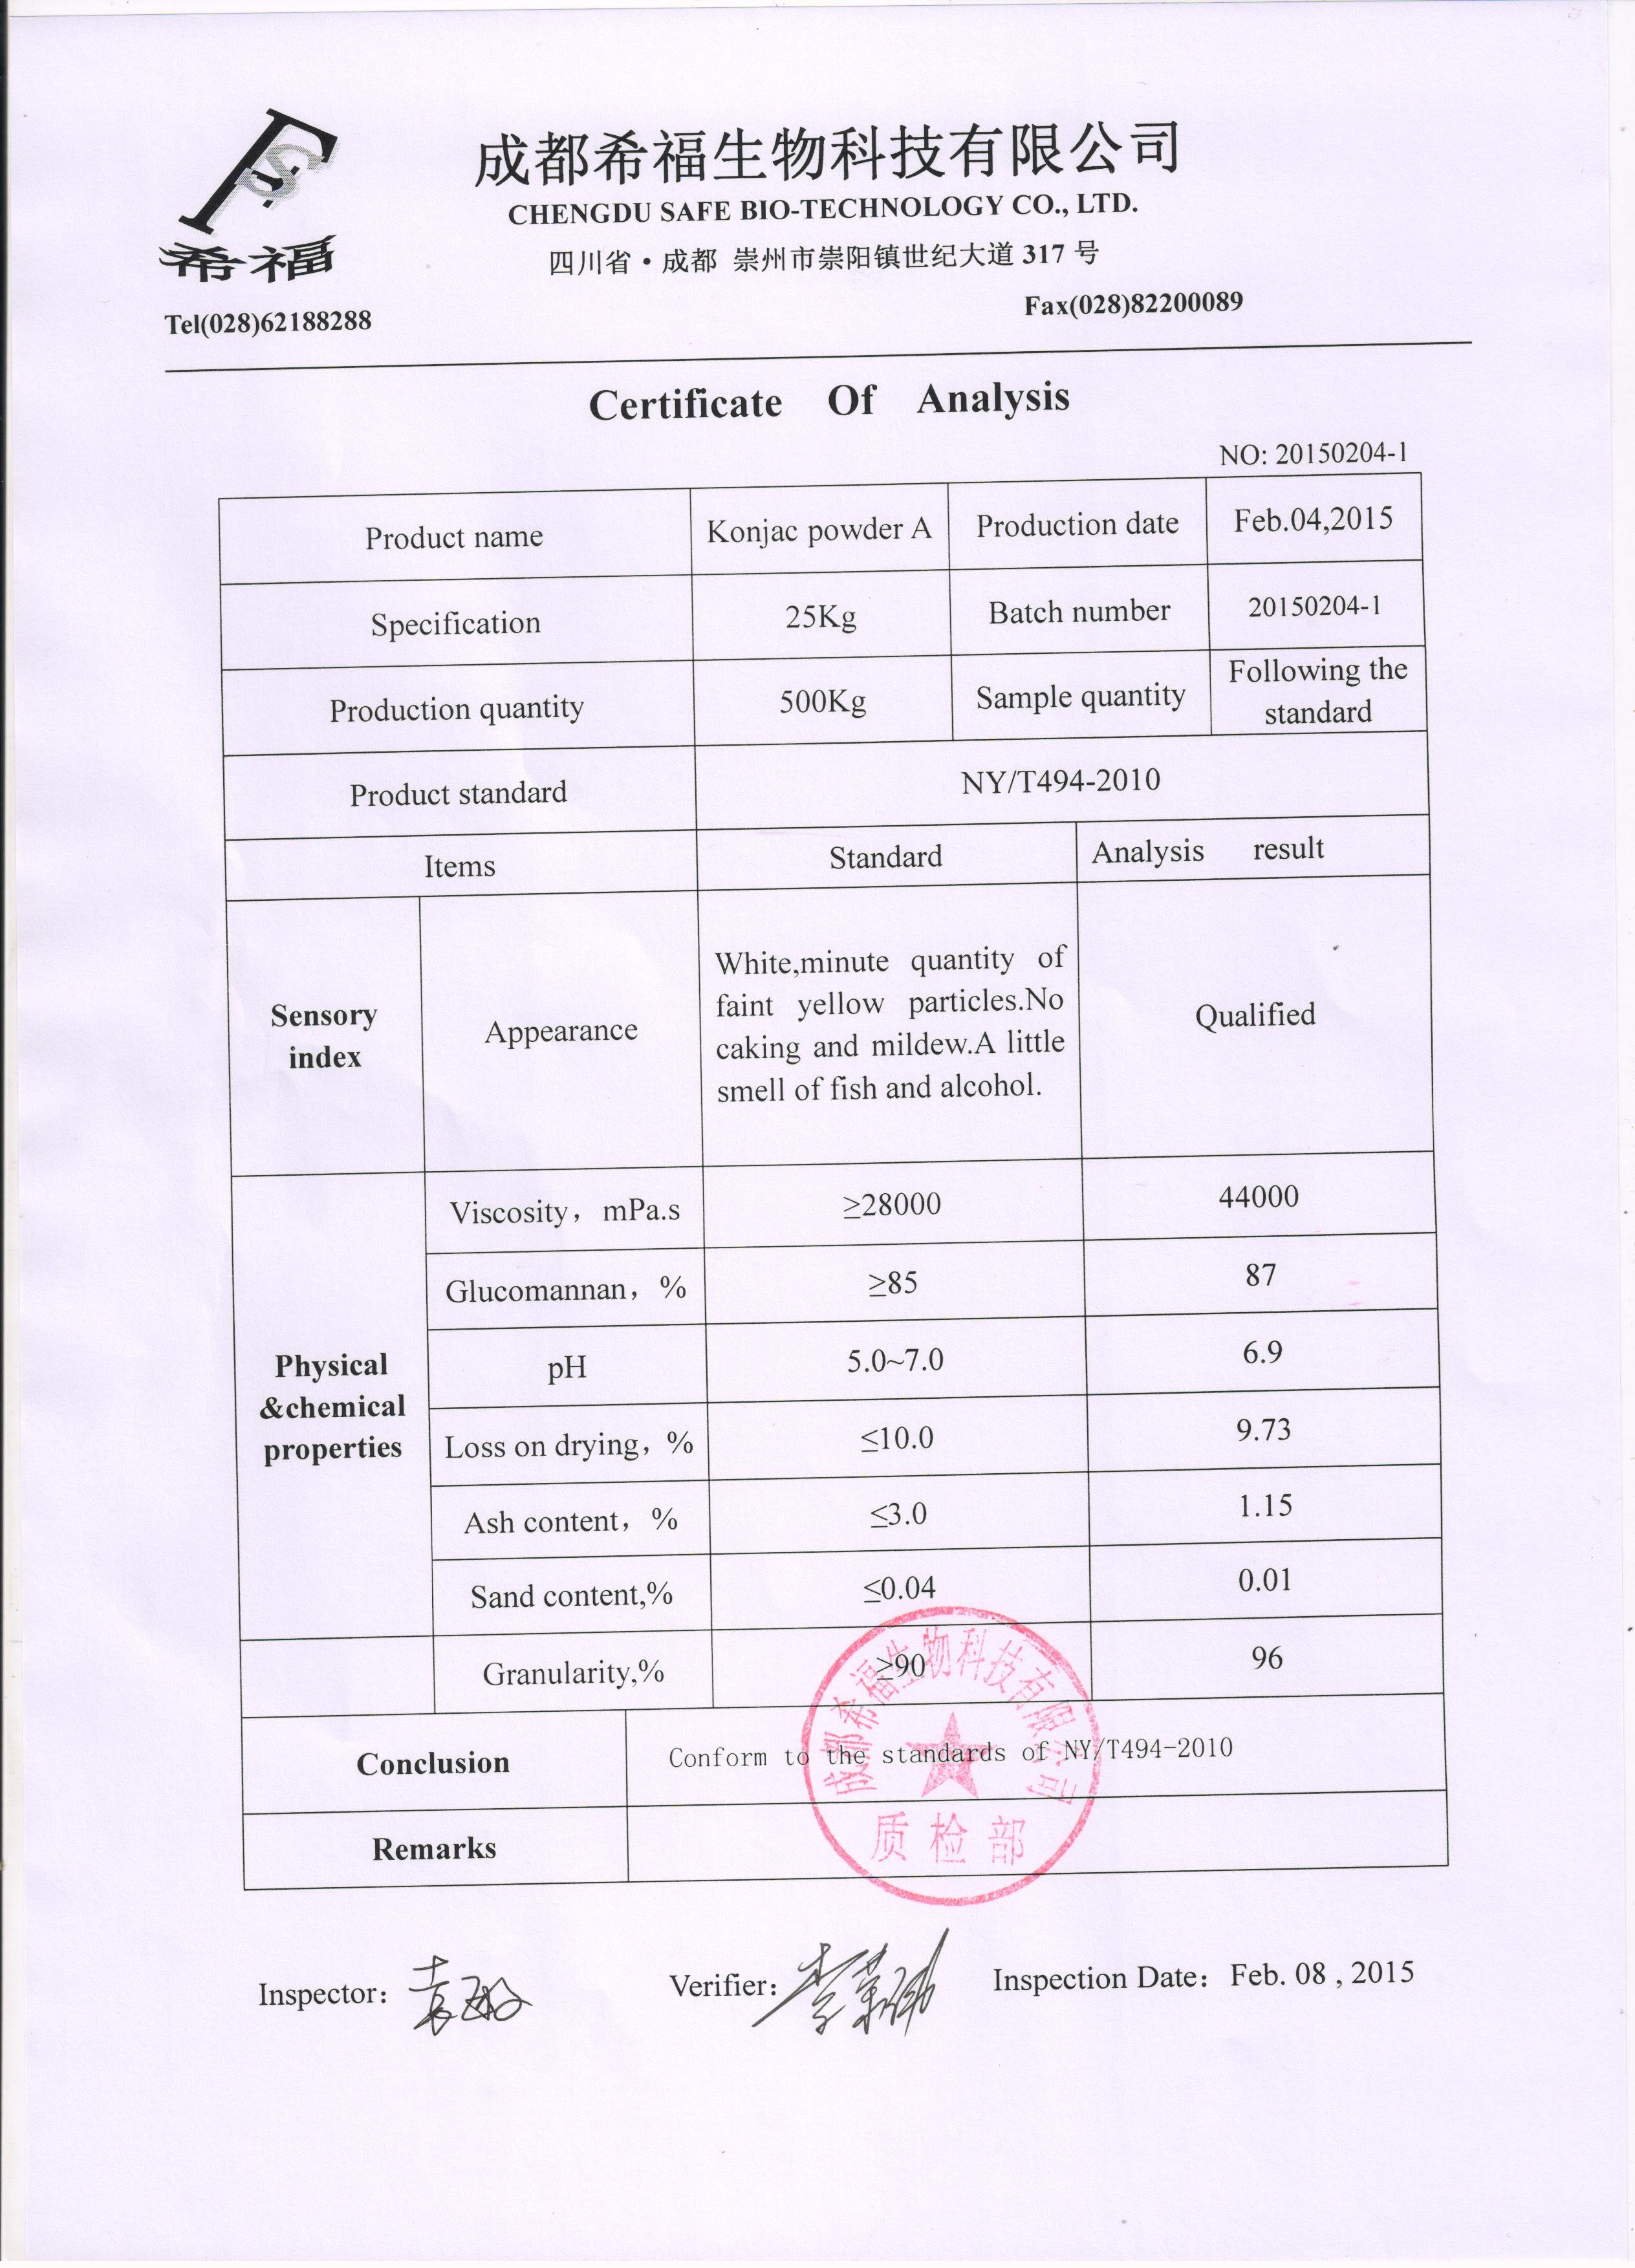 FS
希福
成都希福生物科技有限公司
CHENGDU SAFE BIO-TECHNOLOGY CO., LTD.
四川省·成都 崇州市崇阳镇世纪大道 317 号
Tel(028)62188288
Fax(028)82200089
Certificate Of Analysis
NO: 20150204-1
Product name Konjac powder A Production date Feb.04,2015
Specification 25Kg Batch number 20150204-1
Production quantity 500Kg Sample quantity Following the
standard
Product standard NY/T494-2010
Items Standard Analysis result
Sensory
index
Appearance
White,minute quantity of
faint yellow particles.No
caking and mildew.A little
smell of fish and alcohol.
Qualified
Physical
&chemical
properties
Viscosity，mPa.s ≥28000 44000
Glucomannan，% ≥85 87
pH 5.0~7.0 6.9
Loss on drying，% ≤10.0 9.73
Ash content，% ≤3.0 1.15
Sand content,% ≤0.04 0.01
Granularity,% ≥90 96
Conclusion Conform to the standards of NY/T494-2010
Remarks
成都希福生物科技有限公司
质检部
Inspector：
Verifier：
Inspection Date：Feb. 08 , 2015